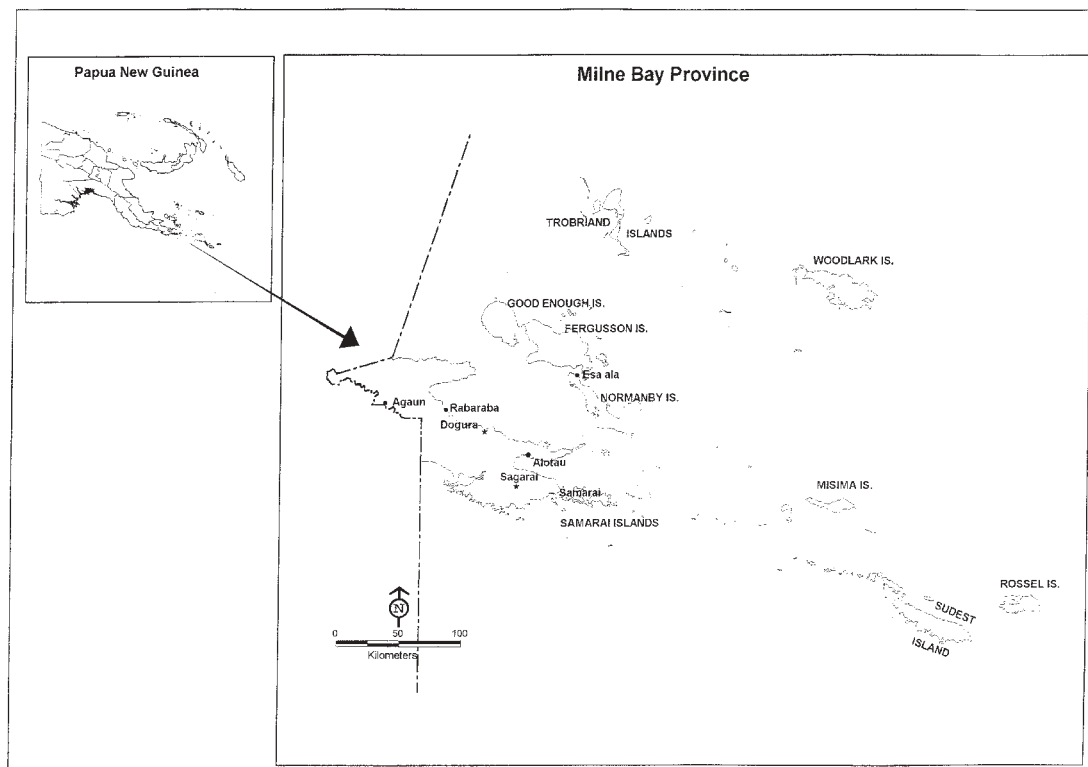 Papua New Guinea
Milne Bay Province
TROBRIAND
ISLANDS
WOODLARK IS.
GOOD ENOUGH IS.
FERGUSSON IS.
Esa ala
NORMANBY IS.
Agaun
Rabaraba
Dogura
Alotau
Sagarai
Samarai
SAMARAI ISLANDS
MISIMA IS.
ROSSEL IS.
SUDEST
ISLAND
N
0 50 100
Kilometers